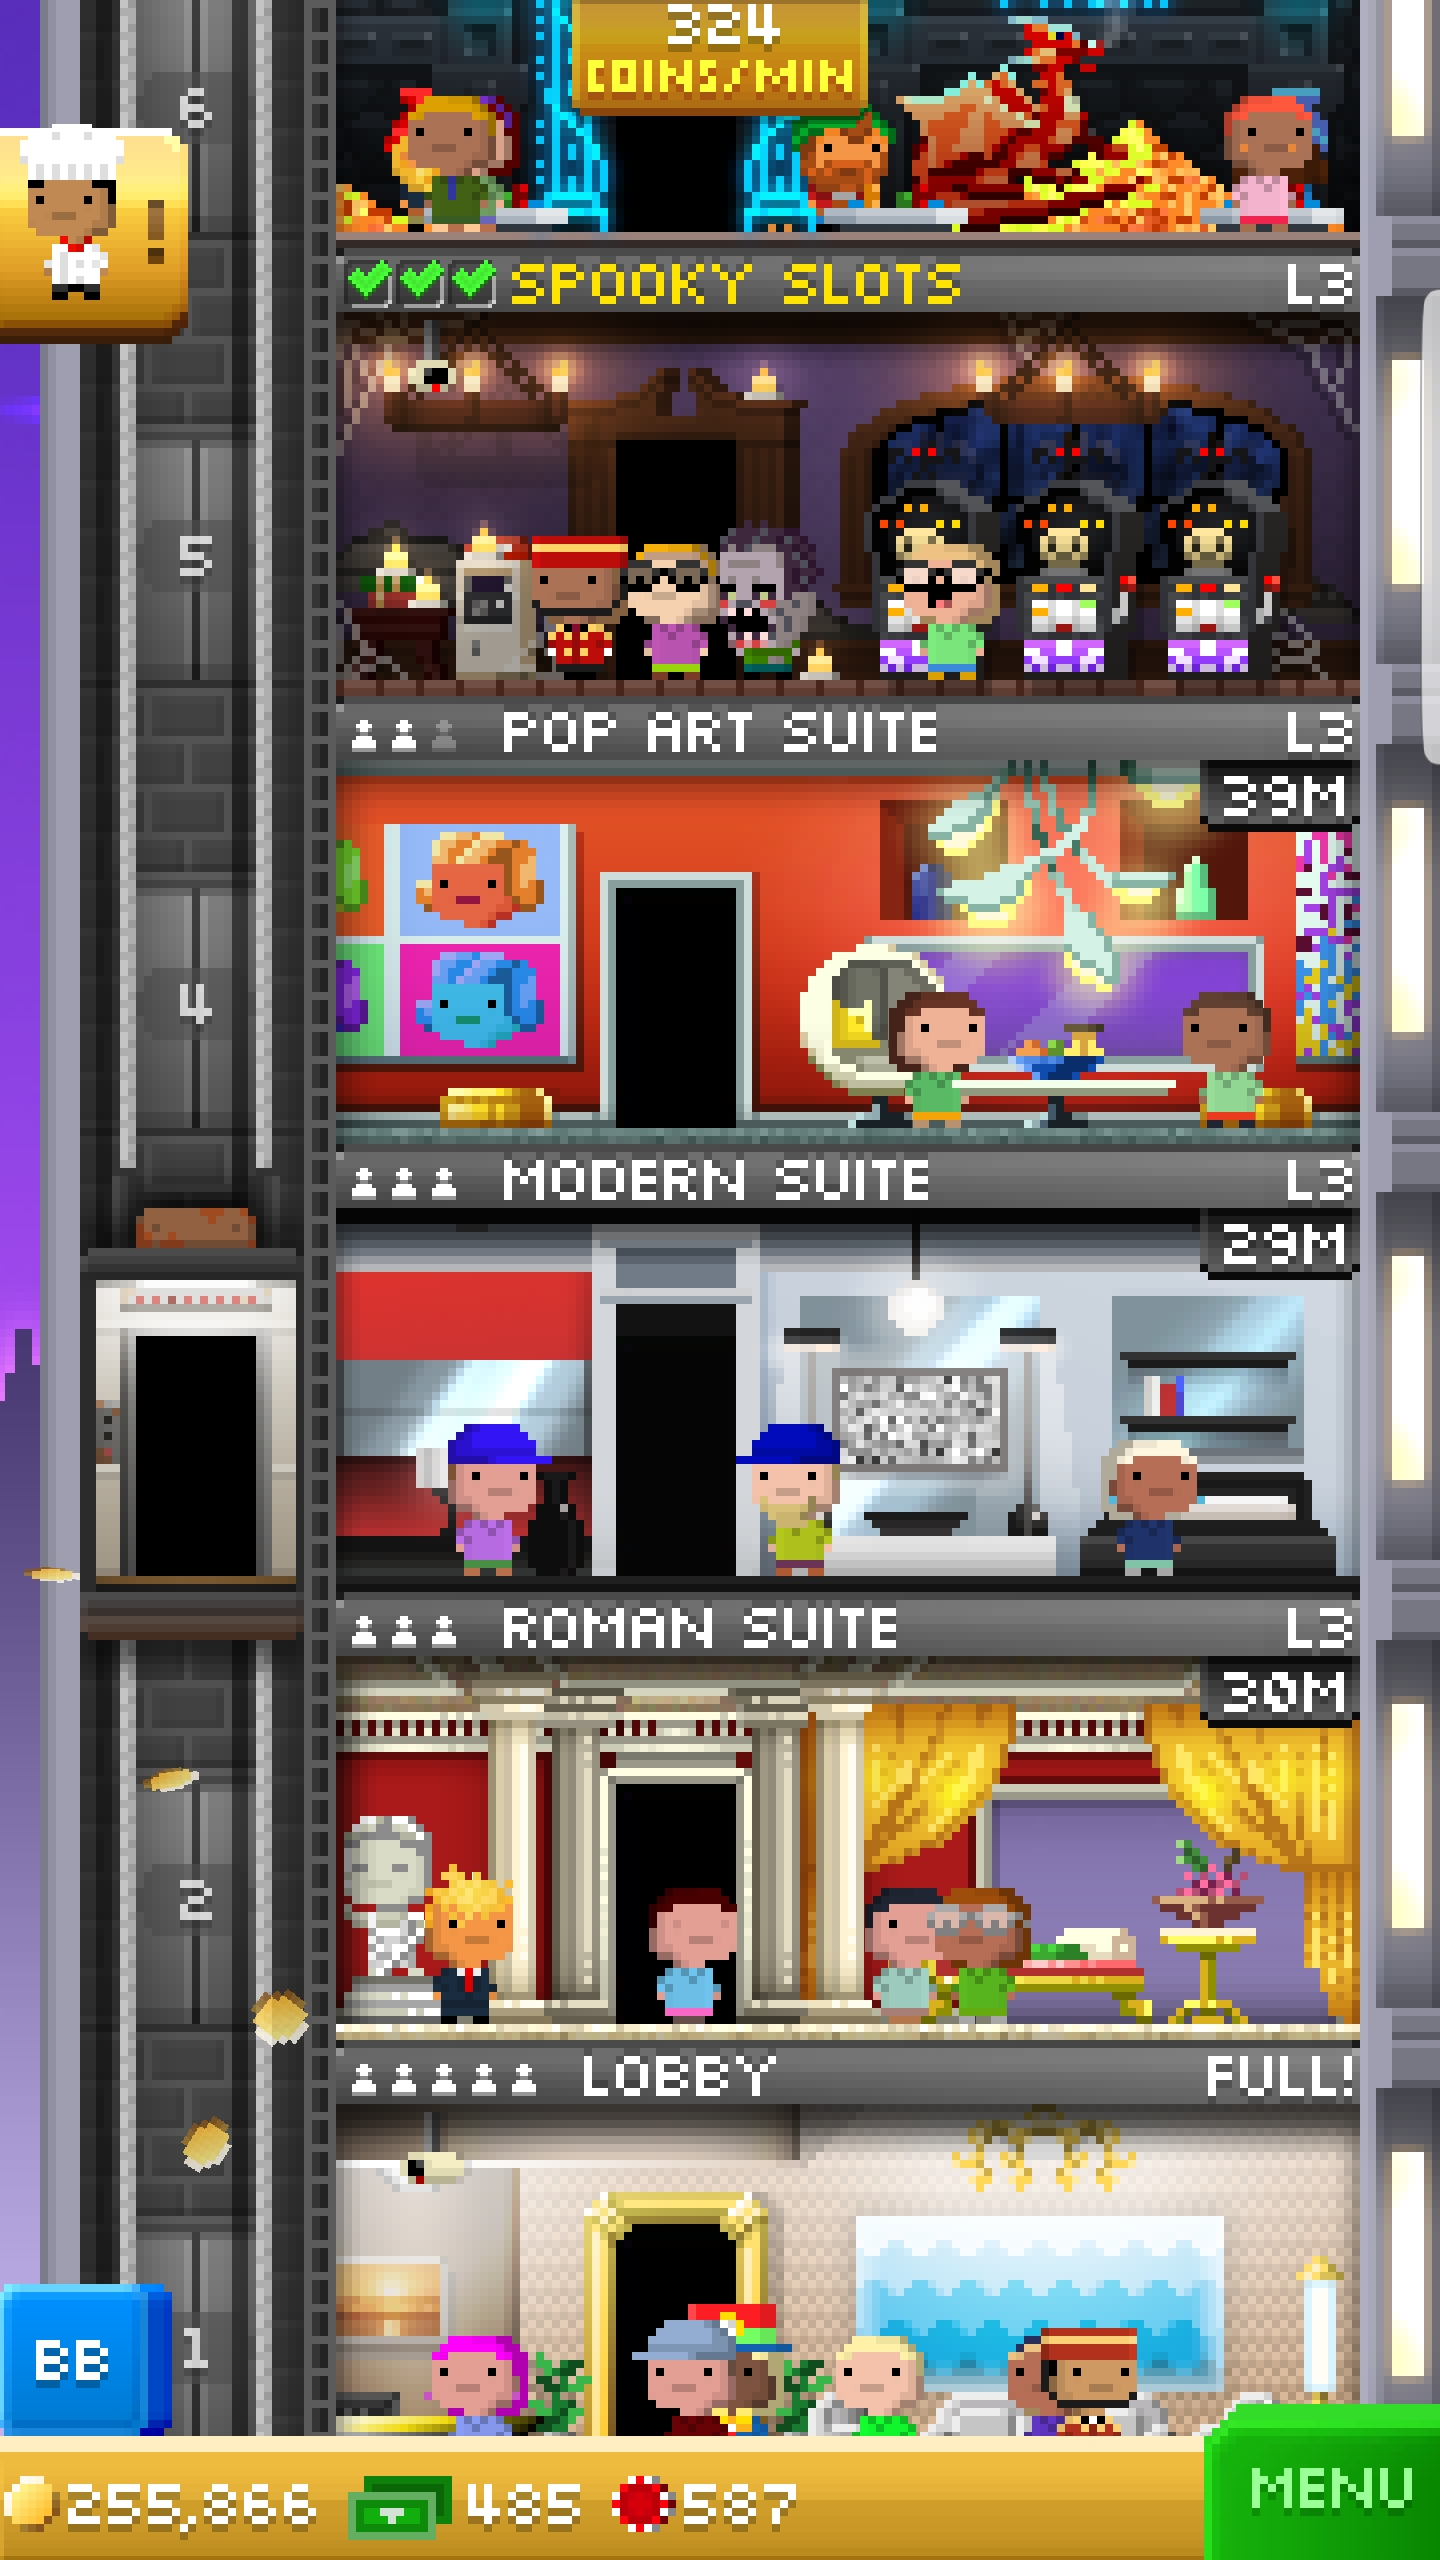 324
COINS/MIN
6
!
SPOOKY SLOTS L3
5
POP ART SUITE L3
39M
4
MODERN SUITE L3
29M
ROMAN SUITE L3
30M
2
LOBBY FULL!
BB
1
255,866 485 587
MENU